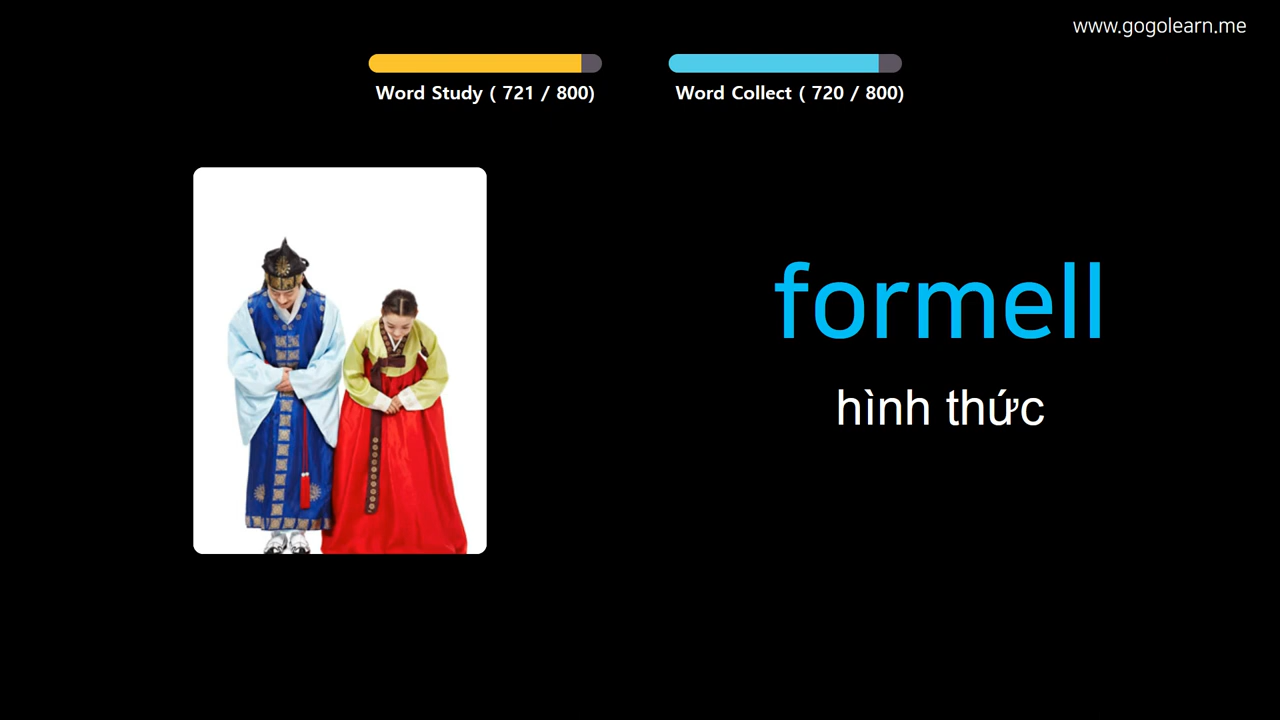 www.gogolearn.me
Word Study ( 721 / 800)
Word Collect ( 720 / 800)
formell
hình thức